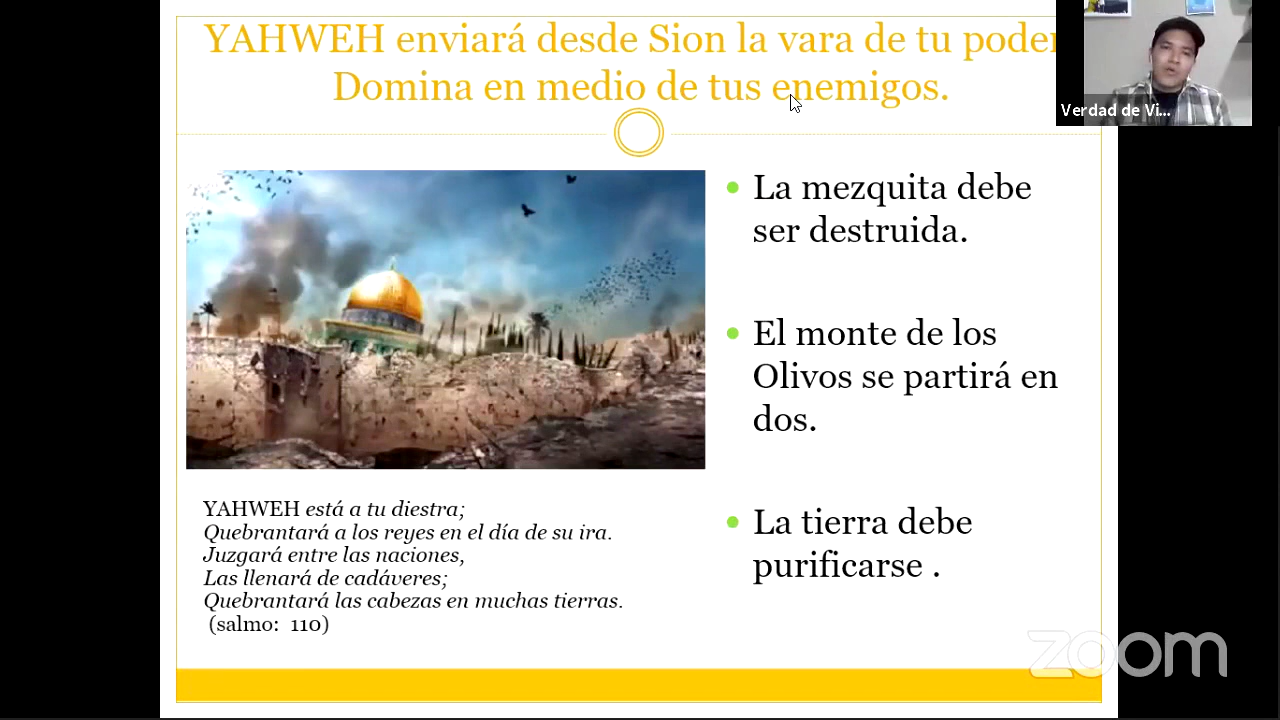 YAHWEH enviará desde Sion la vara de tu poder
Domina en medio de tus enemigos.
Verdad de Vi...
La mezquita debe
ser destruida.
El monte de los
Olivos se partirá en
dos.
La tierra debe
purificarse .
YAHWEH está a tu diestra;
Quebrantará a los reyes en el día de su ira.
Juzgará entre las naciones,
Las llenará de cadáveres;
Quebrantará las cabezas en muchas tierras.
(salmo: 110)
zoom